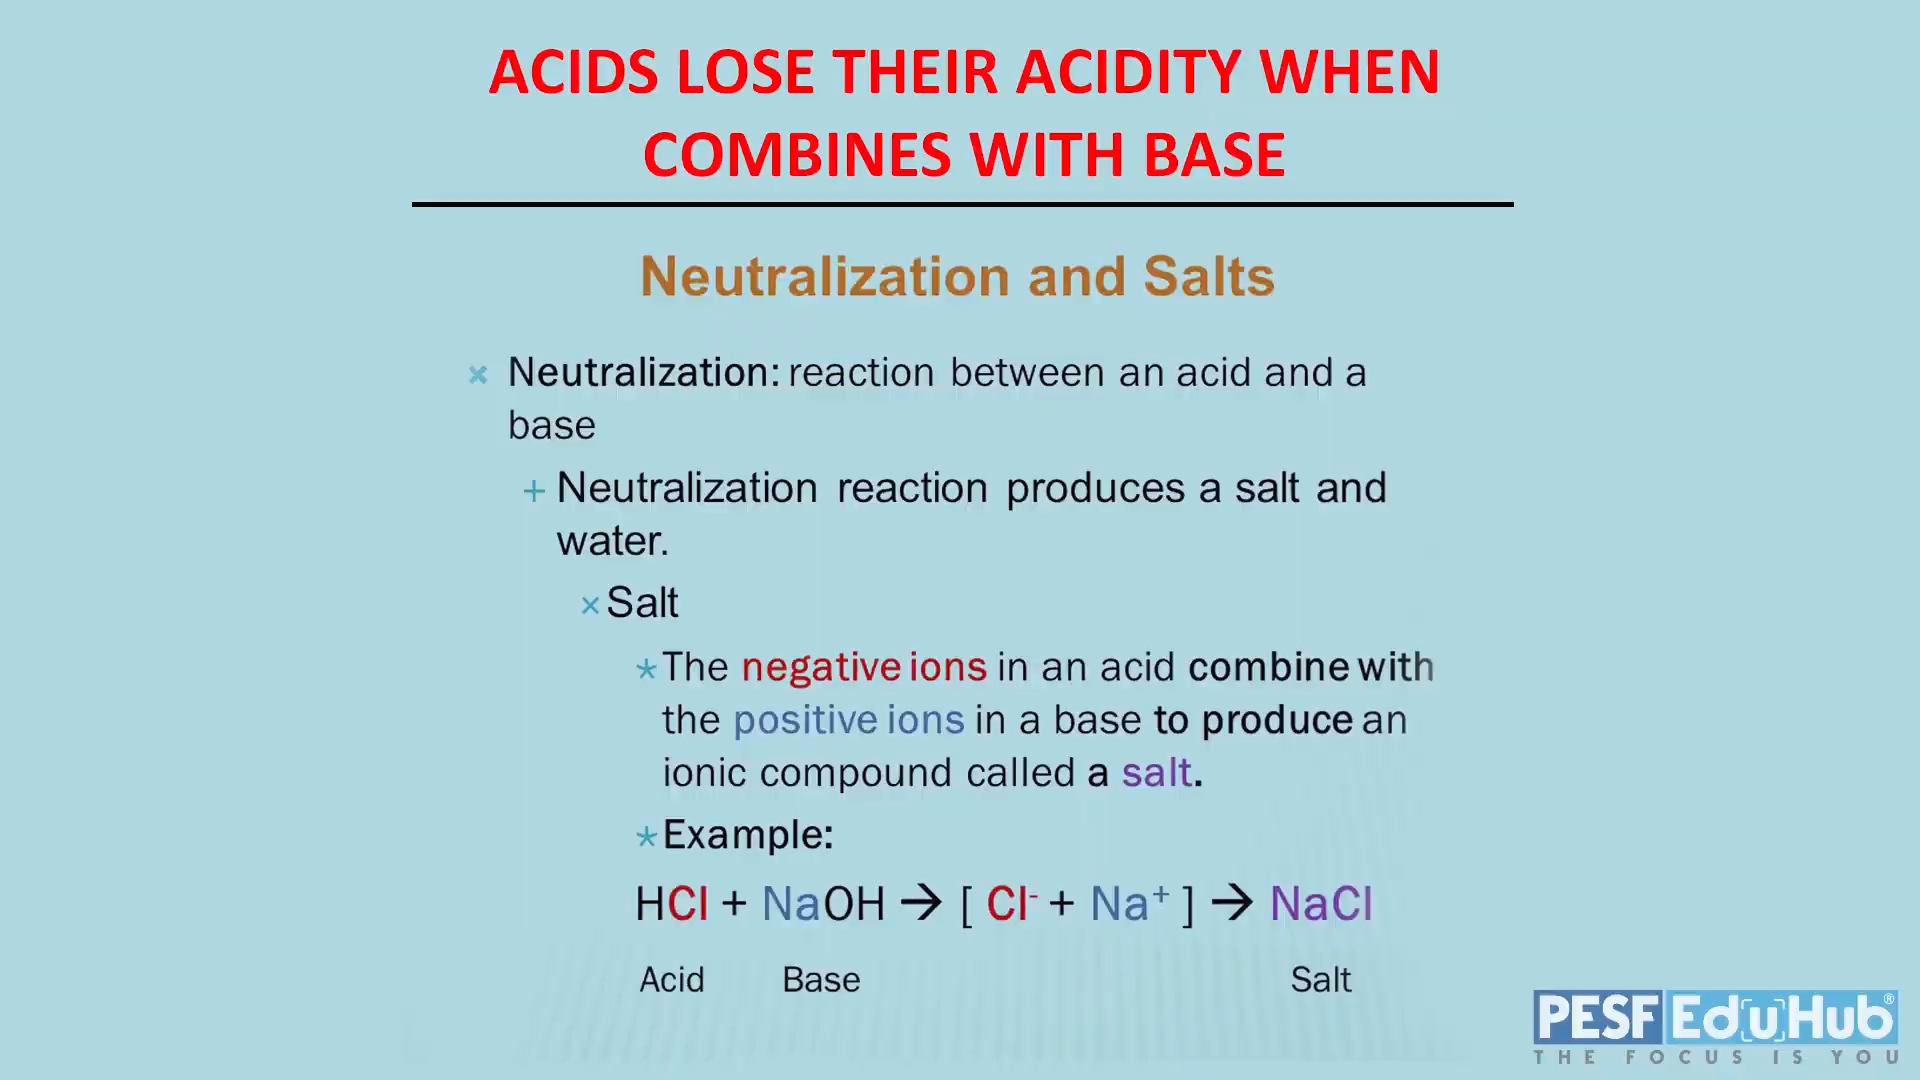 ACIDS LOSE THEIR ACIDITY WHEN
COMBINES WITH BASE
Neutralization and Salts
× Neutralization: reaction between an acid and a
base
+ Neutralization reaction produces a salt and
water.
× Salt
* The negative ions in an acid combine with
the positive ions in a base to produce an
ionic compound called a salt.
* Example:
HCl + NaOH → [ Cl⁻ + Na⁺ ] → NaCl
Acid Base Salt
PESF EduHub®
THE FOCUS IS YOU